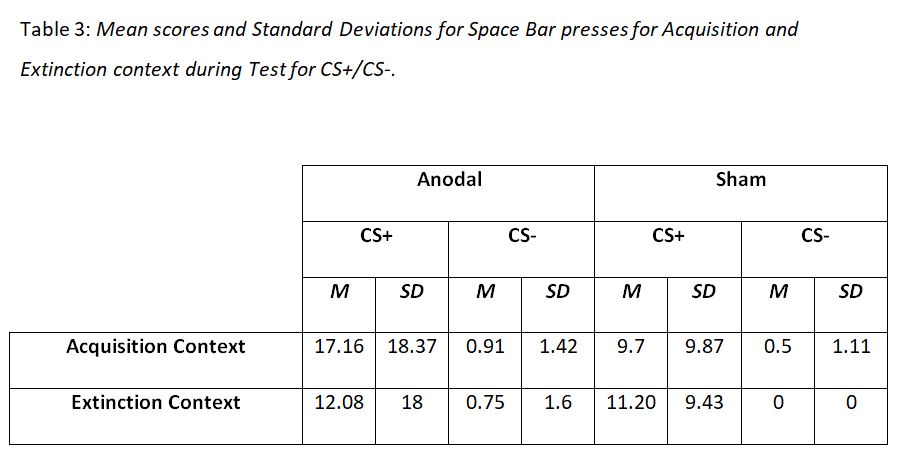 Table 3: Mean scores and Standard Deviations for Space Bar presses for Acquisition and
Extinction context during Test for CS+/CS-.
Anodal Sham
CS+ CS- CS+ CS-
M SD M SD M SD M SD
Acquisition Context 17.16 18.37 0.91 1.42 9.7 9.87 0.5 1.11
Extinction Context 12.08 18 0.75 1.6 11.20 9.43 0 0